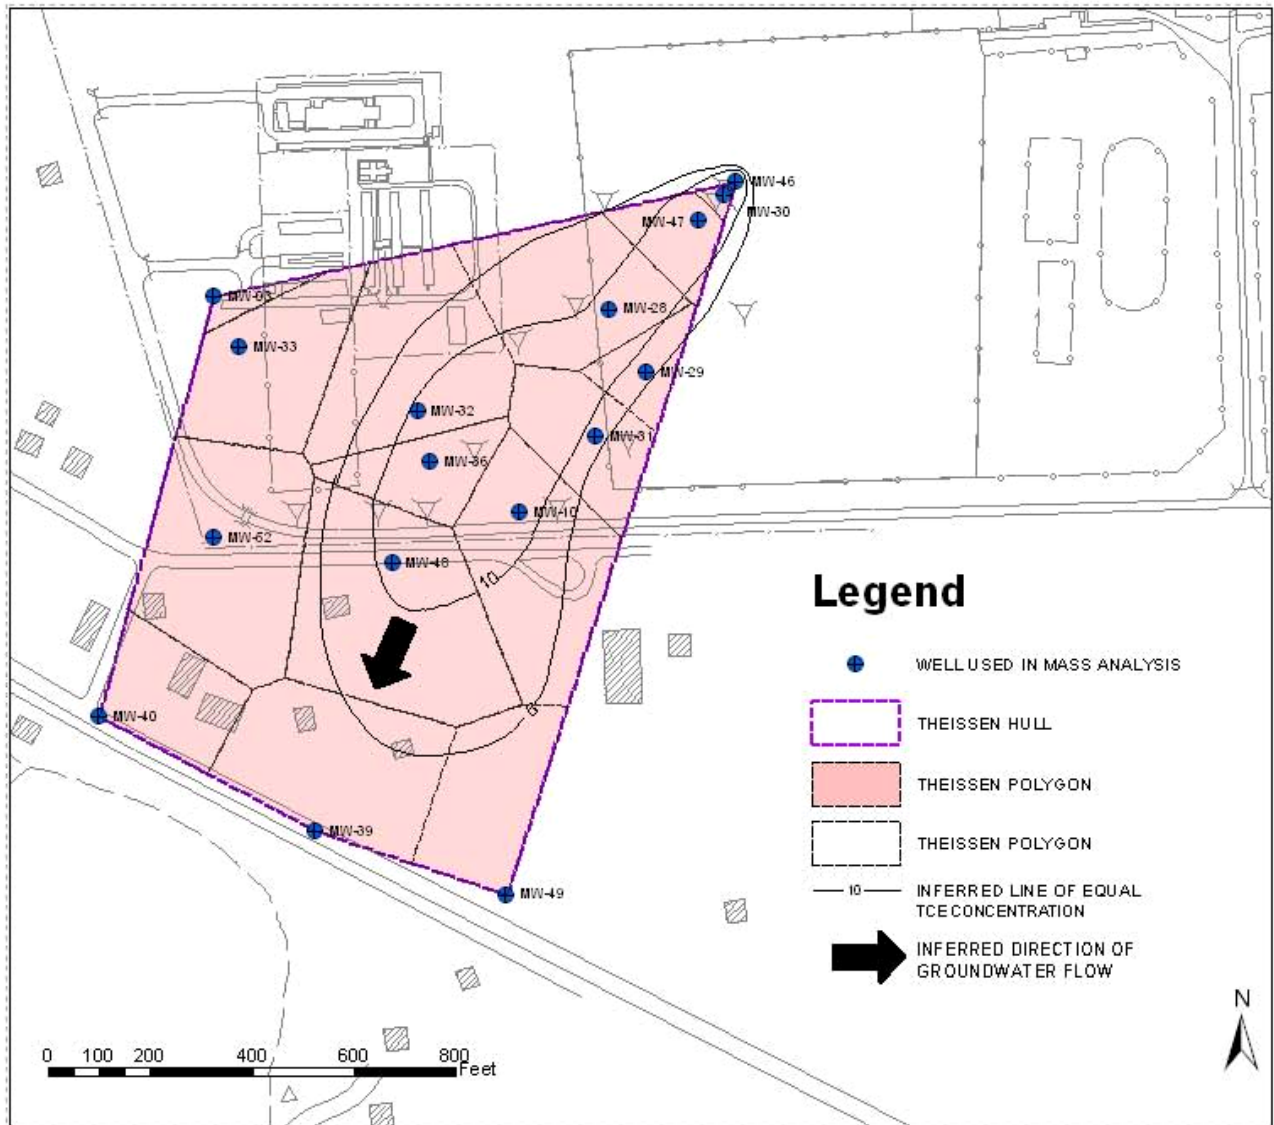 MW-46
MW-30
MW-47
MW-28
MW-33
MW-29
MW-32
MW-31
MW-36
MW-10
MW-48
MW-40
MW-39
MW-49
10
Legend
WELL USED IN MASS ANALYSIS
THEISSEN HULL
THEISSEN POLYGON
THEISSEN POLYGON
10
INFERRED LINE OF EQUAL
TCE CONCENTRATION
INFERRED DIRECTION OF
GROUNDWATER FLOW
N
0 100 200 400 600 800
Feet